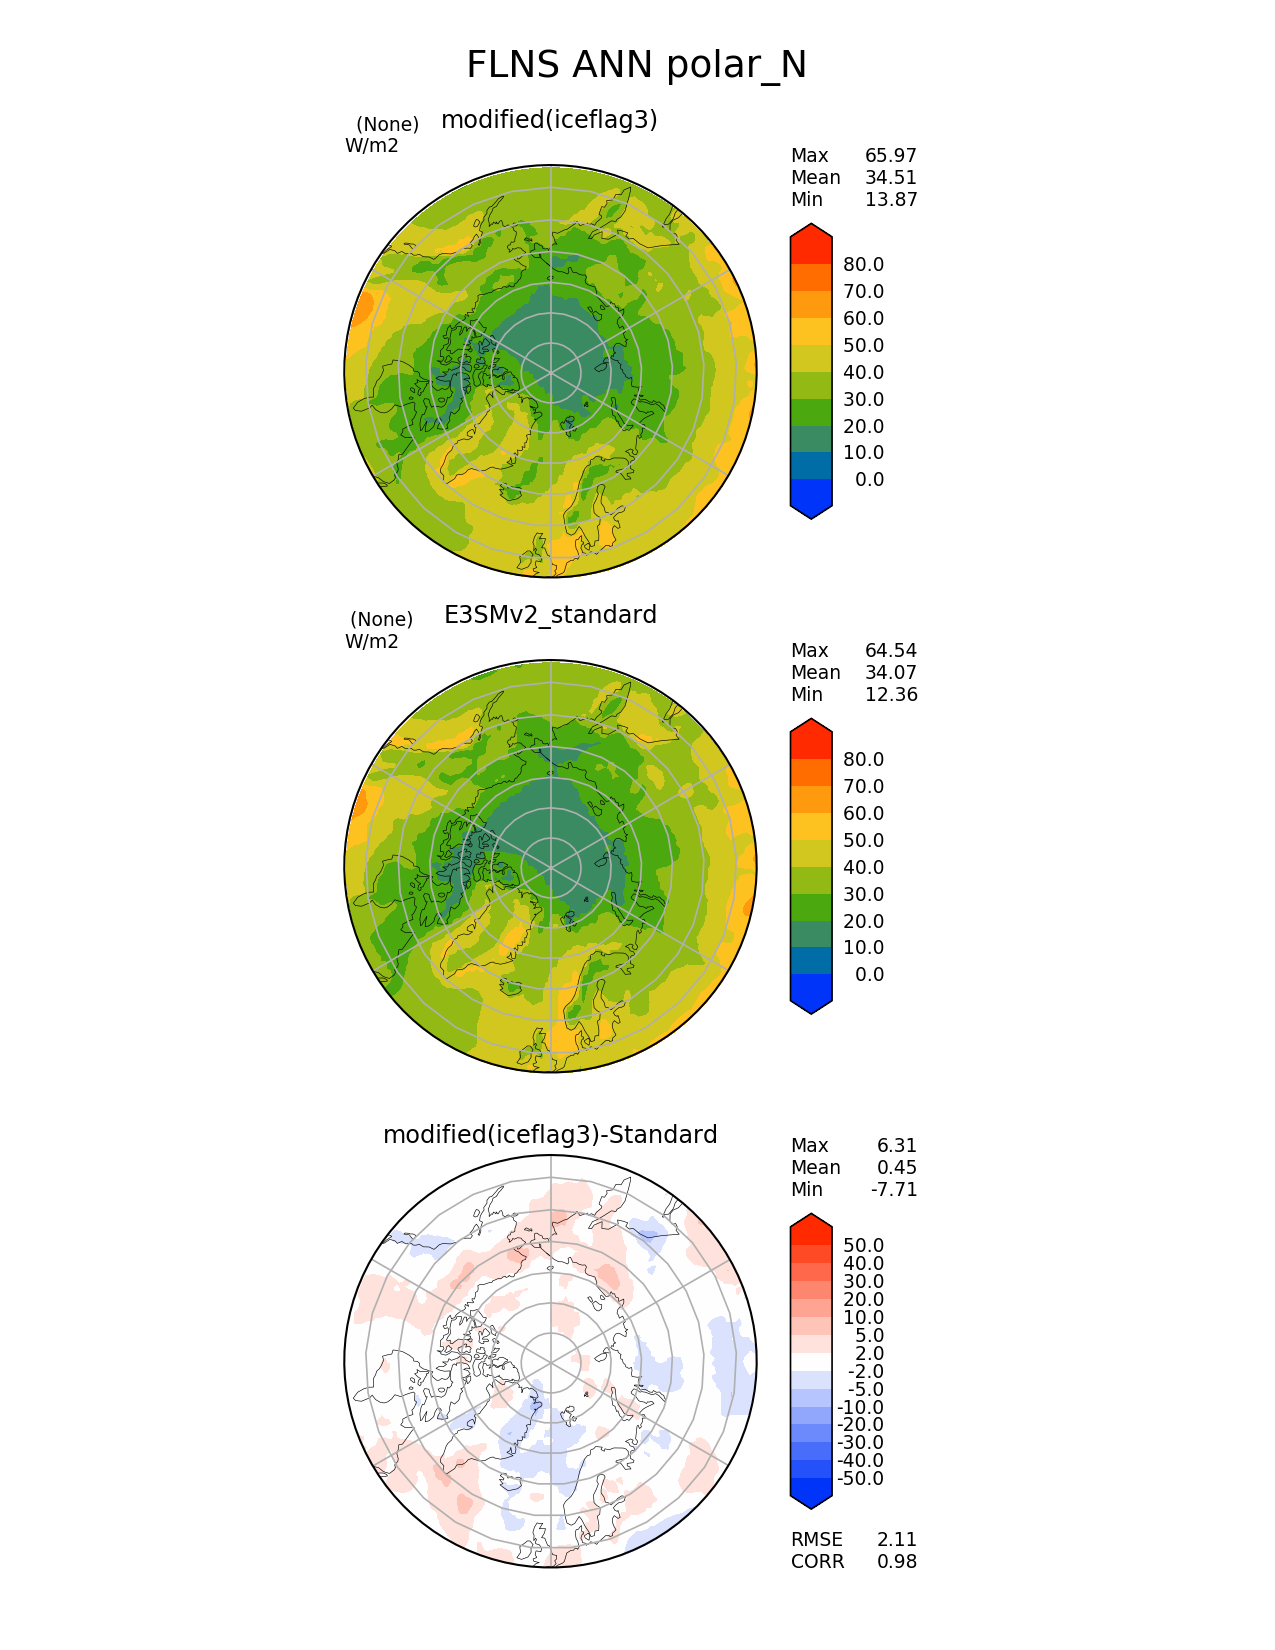 FLNS ANN polar_N
(None) modified(iceflag3)
W/m2
Max 65.97
Mean 34.51
Min 13.87
80.0
70.0
60.0
50.0
40.0
30.0
20.0
10.0
0.0
(None) E3SMv2_standard
W/m2
Max 64.54
Mean 34.07
Min 12.36
80.0
70.0
60.0
50.0
40.0
30.0
20.0
10.0
0.0
modified(iceflag3)-Standard
Max 6.31
Mean 0.45
Min -7.71
50.0
40.0
30.0
20.0
10.0
5.0
2.0
-2.0
-5.0
-10.0
-20.0
-30.0
-40.0
-50.0
RMSE 2.11
CORR 0.98